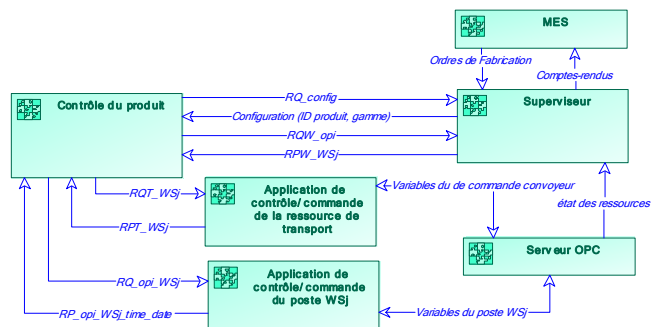 MES
Ordres de Fabrication
Comptes-rendus
Contrôle du produit
RQ_config
Superviseur
Configuration (ID produit, gamme)
RQW_opi
RPW_WSj
RQT_WSj
Application de
contrôle/commande
de la ressource de
transport
Variables du de commande convoyeur
état des ressources
RPT_WSj
Serveur OPC
RQ_opi_WSj
Application de
contrôle/commande
du poste WSj
RP_opi_WSj_time_date
Variables du poste WSj